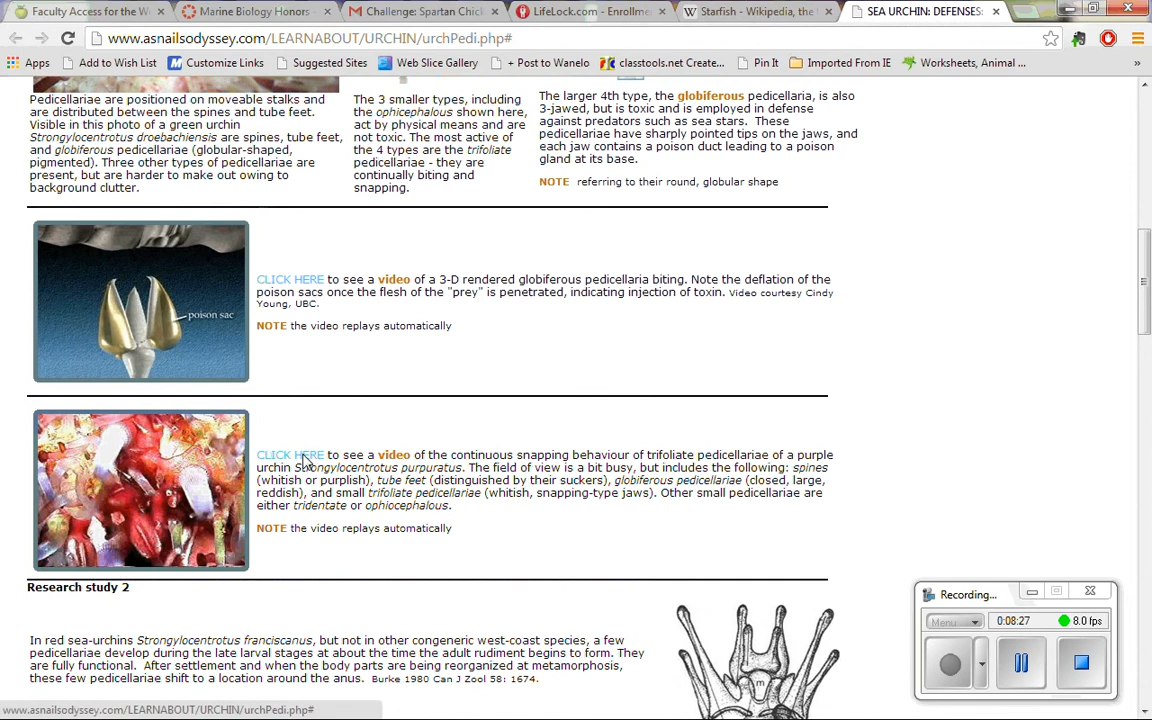 Faculty Access for the W
Marine Biology Honors
Challenge: Spartan Chick
LifeLock.com - Enrollme
Starfish - Wikipedia, the
SEA URCHIN: DEFENSES:
www.asnailsodyssey.com/LEARNABOUT/URCHIN/urchPedi.php#
Apps Add to Wish List Customize Links Suggested Sites Web Slice Gallery + Post to Wanelo classtools.net Create... Pin It Imported From IE Worksheets, Animal ... »
Pedicellariae are positioned on moveable stalks and
are distributed between the spines and tube feet.
Visible in this photo of a green urchin
Strongylocentrotus droebachiensis are spines, tube feet,
and globiferous pedicellariae (globular-shaped,
pigmented). Three other types of pedicellariae are
present, but are harder to make out owing to
background clutter.
The 3 smaller types, including
the ophicephalous shown here,
act by physical means and are
not toxic. The most active of
the 4 types are the trifoliate
pedicellariae - they are
continually biting and
snapping.
The larger 4th type, the globiferous pedicellaria, is also
3-jawed, but is toxic and is employed in defense
against predators such as sea stars. These
pedicellariae have sharply pointed tips on the jaws, and
each jaw contains a poison duct leading to a poison
gland at its base.
NOTE referring to their round, globular shape
poison sac
CLICK HERE to see a video of a 3-D rendered globiferous pedicellaria biting. Note the deflation of the
poison sacs once the flesh of the "prey" is penetrated, indicating injection of toxin. Video courtesy Cindy
Young, UBC.
NOTE the video replays automatically
CLICK HERE to see a video of the continuous snapping behaviour of trifoliate pedicellariae of a purple
urchin Strongylocentrotus purpuratus. The field of view is a bit busy, but includes the following: spines
(whitish or purplish), tube feet (distinguished by their suckers), globiferous pedicellariae (closed, large,
reddish), and small trifolate pedicellariae (whitish, snapping-type jaws). Other small pedicellariae are
either tridentate or ophiocephalous.
NOTE the video replays automatically
Research study 2
In red sea-urchins Strongylocentrotus franciscanus, but not in other congeneric west-coast species, a few
pedicellariae develop during the late larval stages at about the time the adult rudiment begins to form. They
are fully functional. After settlement and when the body parts are being reorganized at metamorphosis,
these few pedicellariae shift to a location around the anus. Burke 1980 Can J Zool 58: 1674.
m
Recording...
Menu
0:08:27
8.0 fps
www.asnailsodyssey.com/LEARNABOUT/URCHIN/urchPedi.php#